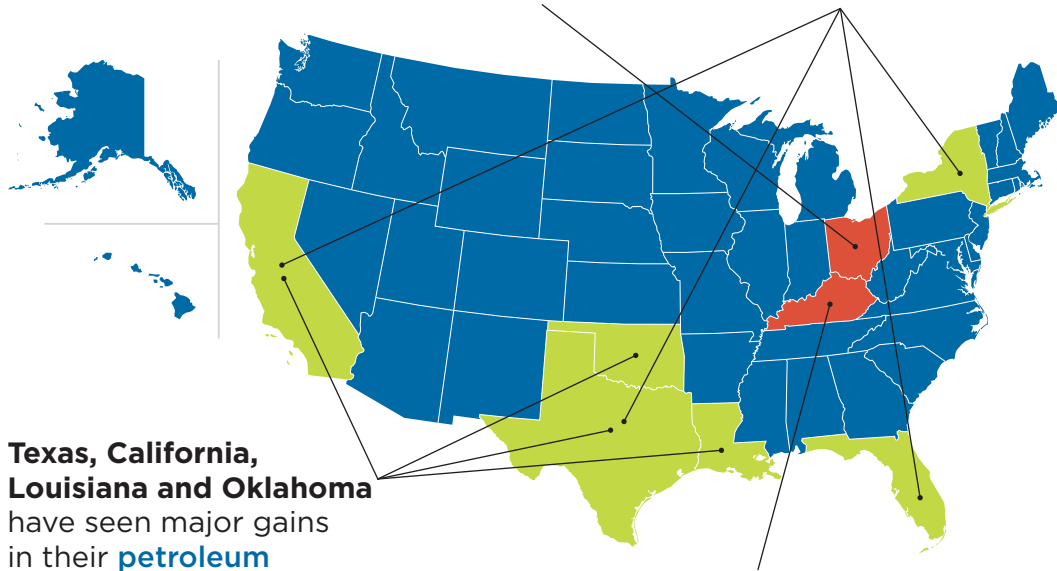 Texas, California,
Louisiana and Oklahoma
have seen major gains
in their petroleum